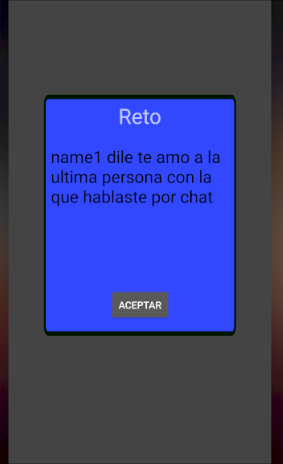 Reto
name1 dile te amo a la
ultima persona con la
que hablaste por chat
ACEPTAR